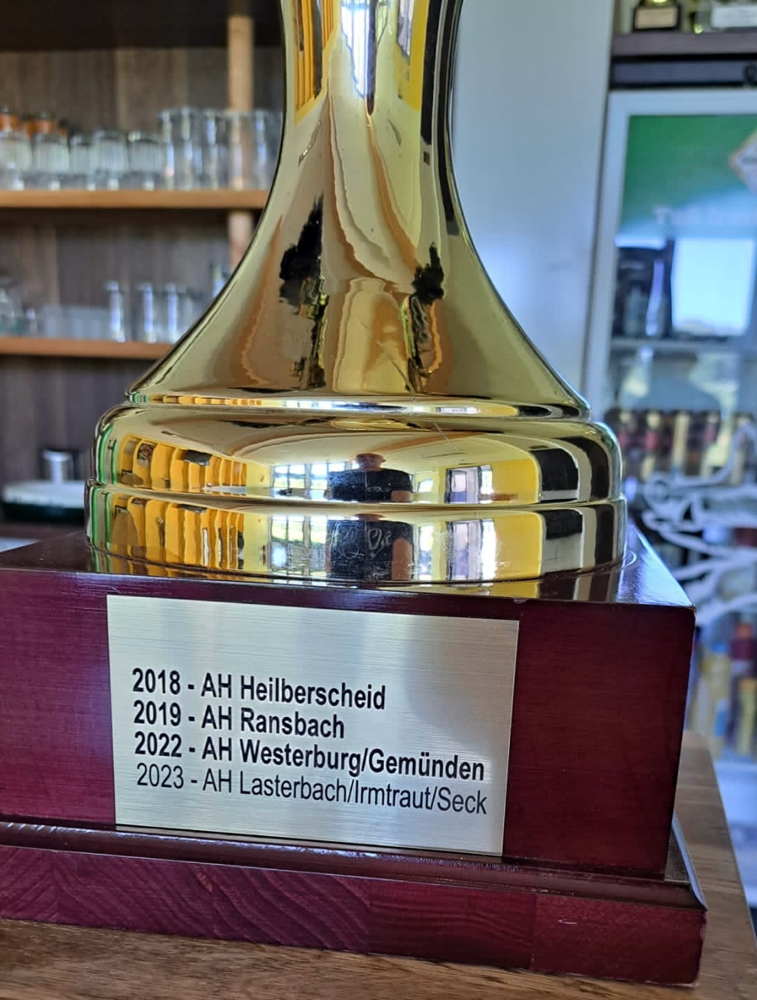 2018 - AH Heilberscheid
2019 - AH Ransbach
2022 - AH Westerburg/Gemünden
2023 - AH Lasterbach/Irmtraut/Seck